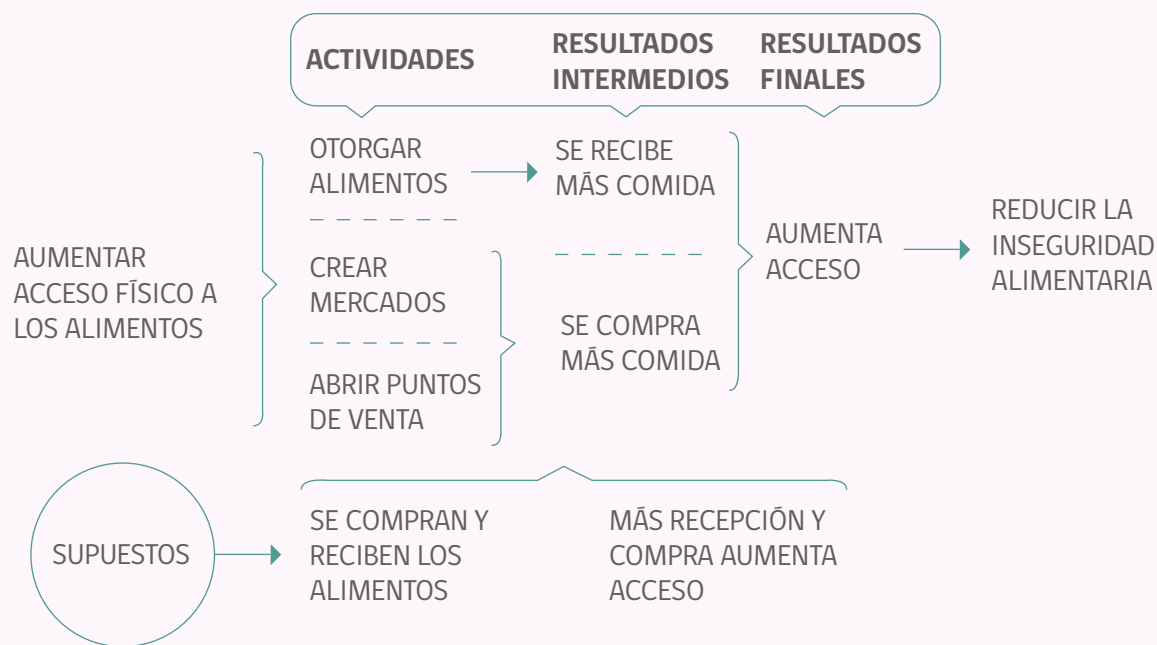 ACTIVIDADES
RESULTADOS
INTERMEDIOS
RESULTADOS
FINALES
AUMENTAR
ACCESO FÍSICO A
LOS ALIMENTOS
OTORGAR
ALIMENTOS
CREAR
MERCADOS
ABRIR PUNTOS
DE VENTA
SE RECIBE
MÁS COMIDA
SE COMPRA
MÁS COMIDA
AUMENTA
ACCESO
REDUCIR LA
INSEGURIDAD
ALIMENTARIA
SUPUESTOS
SE COMPRAN Y
RECIBEN LOS
ALIMENTOS
MÁS RECEPCIÓN Y
COMPRA AUMENTA
ACCESO